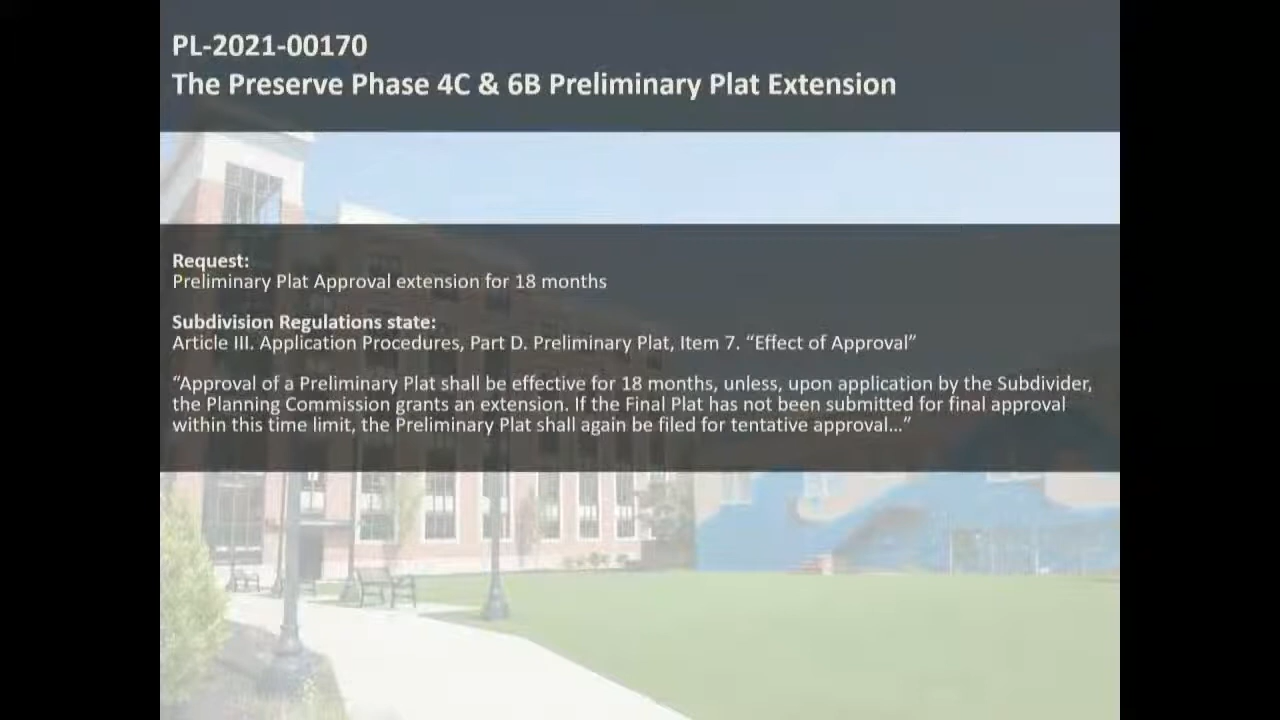 PL-2021-00170
The Preserve Phase 4C & 6B Preliminary Plat Extension
Request:
Preliminary Plat Approval extension for 18 months
Subdivision Regulations state:
Article III. Application Procedures, Part D. Preliminary Plat, Item 7. “Effect of Approval”
“Approval of a Preliminary Plat shall be effective for 18 months, unless, upon application by the Subdivider,
the Planning Commission grants an extension. If the Final Plat has not been submitted for final approval
within this time limit, the Preliminary Plat shall again be filed for tentative approval…”